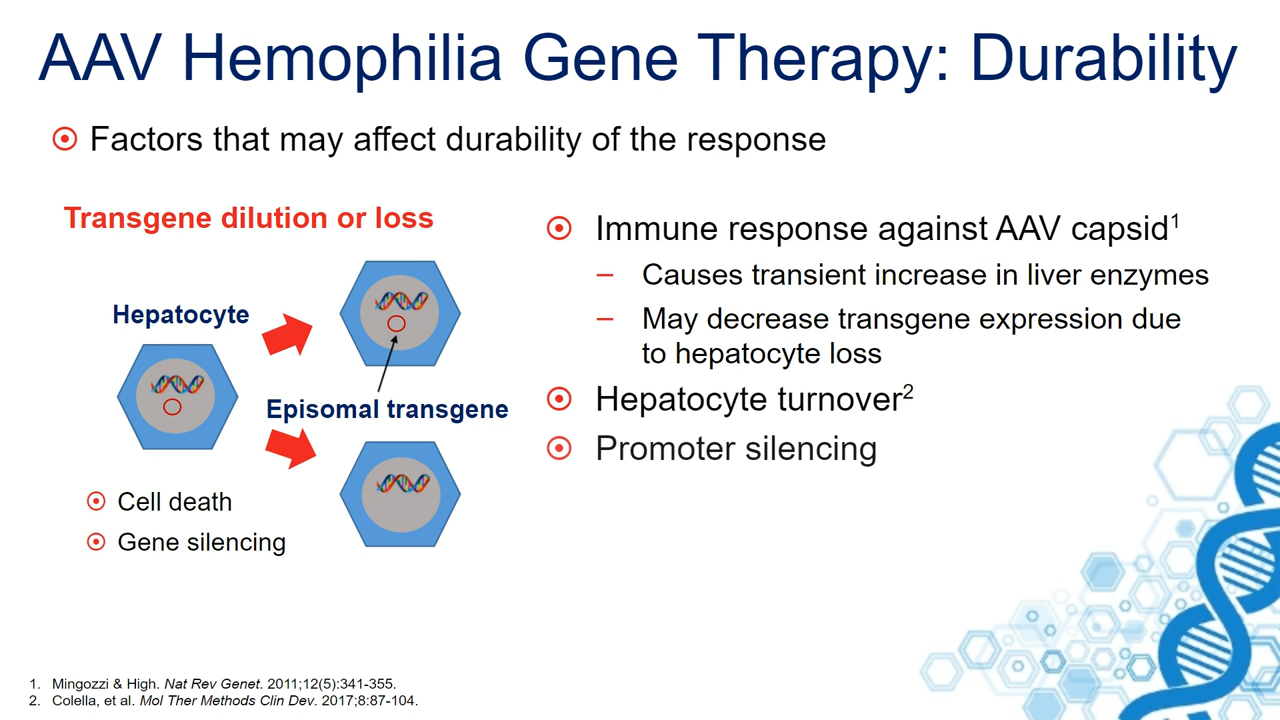 AAV Hemophilia Gene Therapy: Durability
Factors that may affect durability of the response
Transgene dilution or loss
Hepatocyte
Episomal transgene
Cell death
Gene silencing
Immune response against AAV capsid1
– Causes transient increase in liver enzymes
– May decrease transgene expression due
to hepatocyte loss
Hepatocyte turnover2
Promoter silencing
1. Mingozzi & High. Nat Rev Genet. 2011;12(5):341-355.
2. Colella, et al. Mol Ther Methods Clin Dev. 2017;8:87-104.